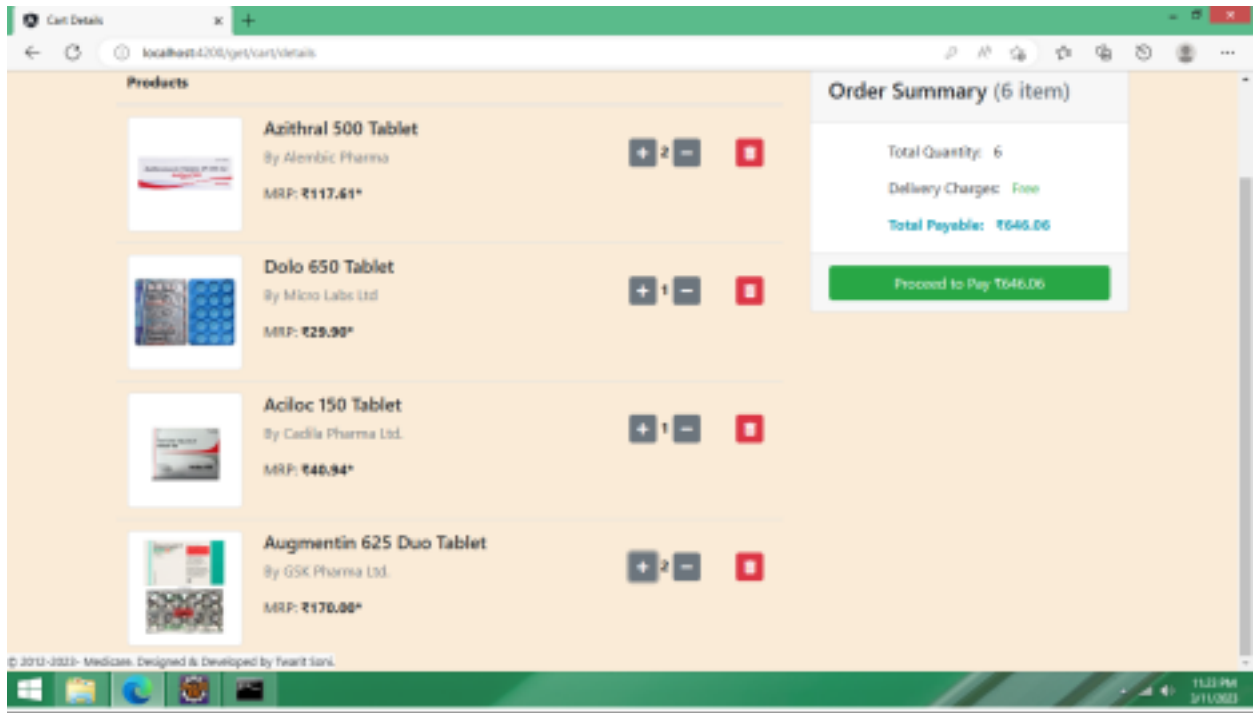 Cart Details
localhost:4200/get/cart/details
Products
Azithral 500 Tablet
By Alembic Pharma
MRP: ₹117.61*
2
Dolo 650 Tablet
By Micro Labs Ltd
MRP: ₹29.90*
1
Aciloc 150 Tablet
By Cadila Pharma Ltd.
MRP: ₹40.94*
1
Augmentin 625 Duo Tablet
By GSK Pharma Ltd.
MRP: ₹170.00*
2
Order Summary (6 item)
Total Quantity: 6
Delivery Charges: Free
Total Payable: ₹646.06
Proceed to Pay ₹646.06
© 2012-2023- Medicare. Designed & Developed by Twarit Soni.
11:23 PM
3/11/2023